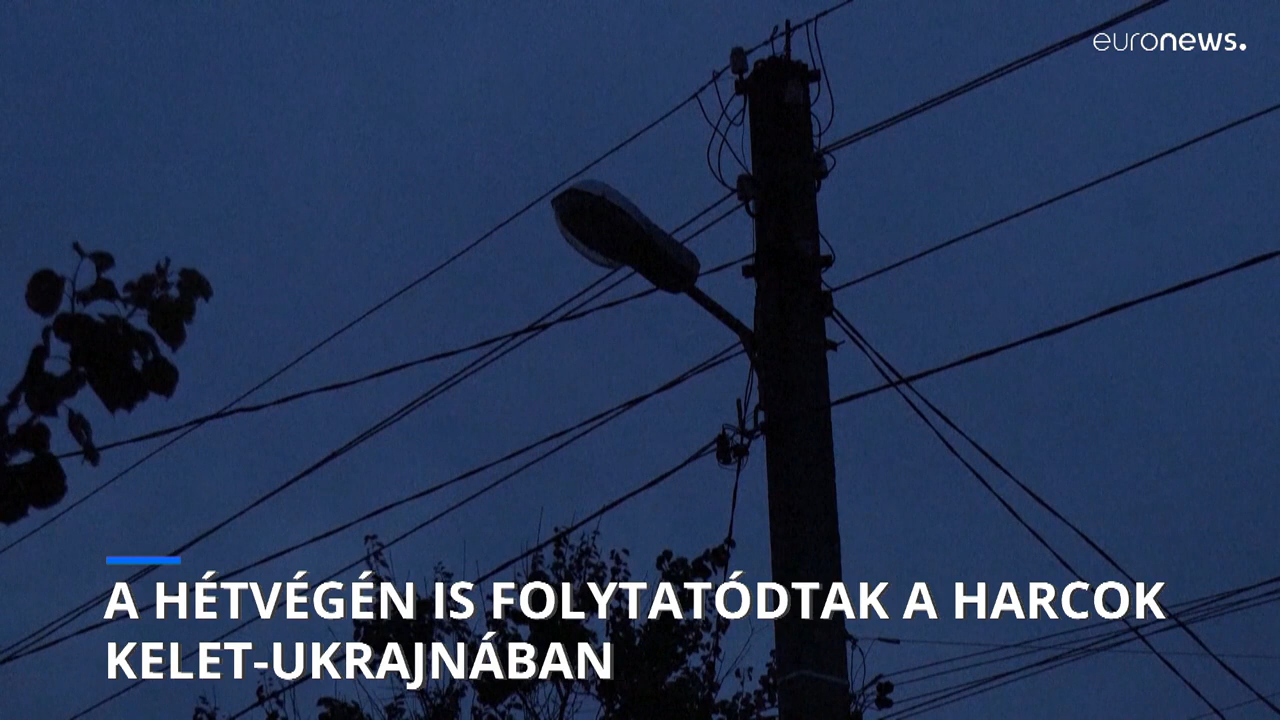 euronews.
A HÉTVÉGÉN IS FOLYTATÓDTAK A HARCOK
KELET-UKRAJNÁBAN